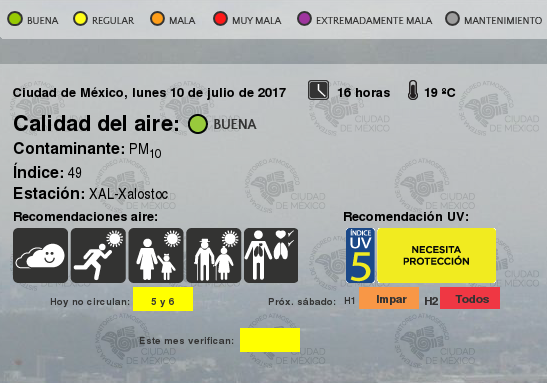 BUENA REGULAR MALA MUY MALA EXTREMADAMENTE MALA MANTENIMIENTO
Ciudad de México, lunes 10 de julio de 2017 16 horas 19 ºC
Calidad del aire: BUENA
Contaminante: PM10
Índice: 49
Estación: XAL-Xalostoc
Recomendaciones aire: Recomendación UV:
ÍNDICE
UV
5
NECESITA
PROTECCIÓN
Hoy no circulan: 5 y 6 Próx. sábado: H1 Impar H2 Todos
Este mes verifican:
CIUDAD
DE MÉXICO